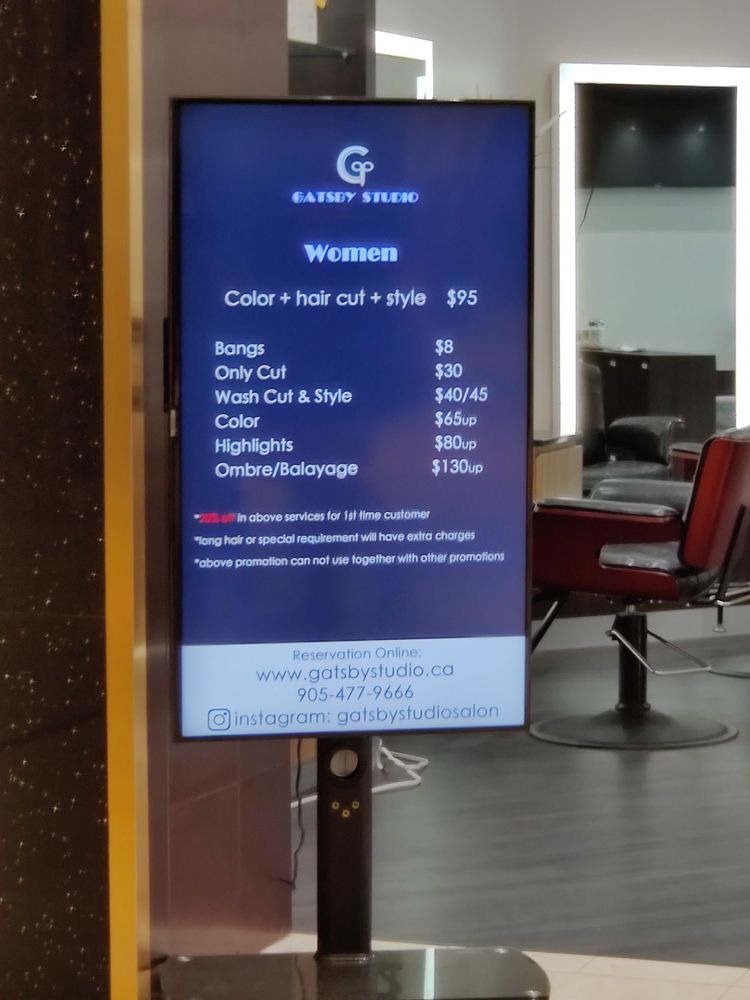 GATSBY STUDIO
Women
Color + hair cut + style $95
Bangs $8
Only Cut $30
Wash Cut & Style $40/45
Color $65up
Highlights $80up
Ombre/Balayage $130up
*20% off in above services for 1st time customer
*long hair or special requirement will have extra charges
*above promotion can not use together with other promotions
Reservation Online:
www.gatsbystudio.ca
905-477-9666
instagram: gatsbystudiosalon